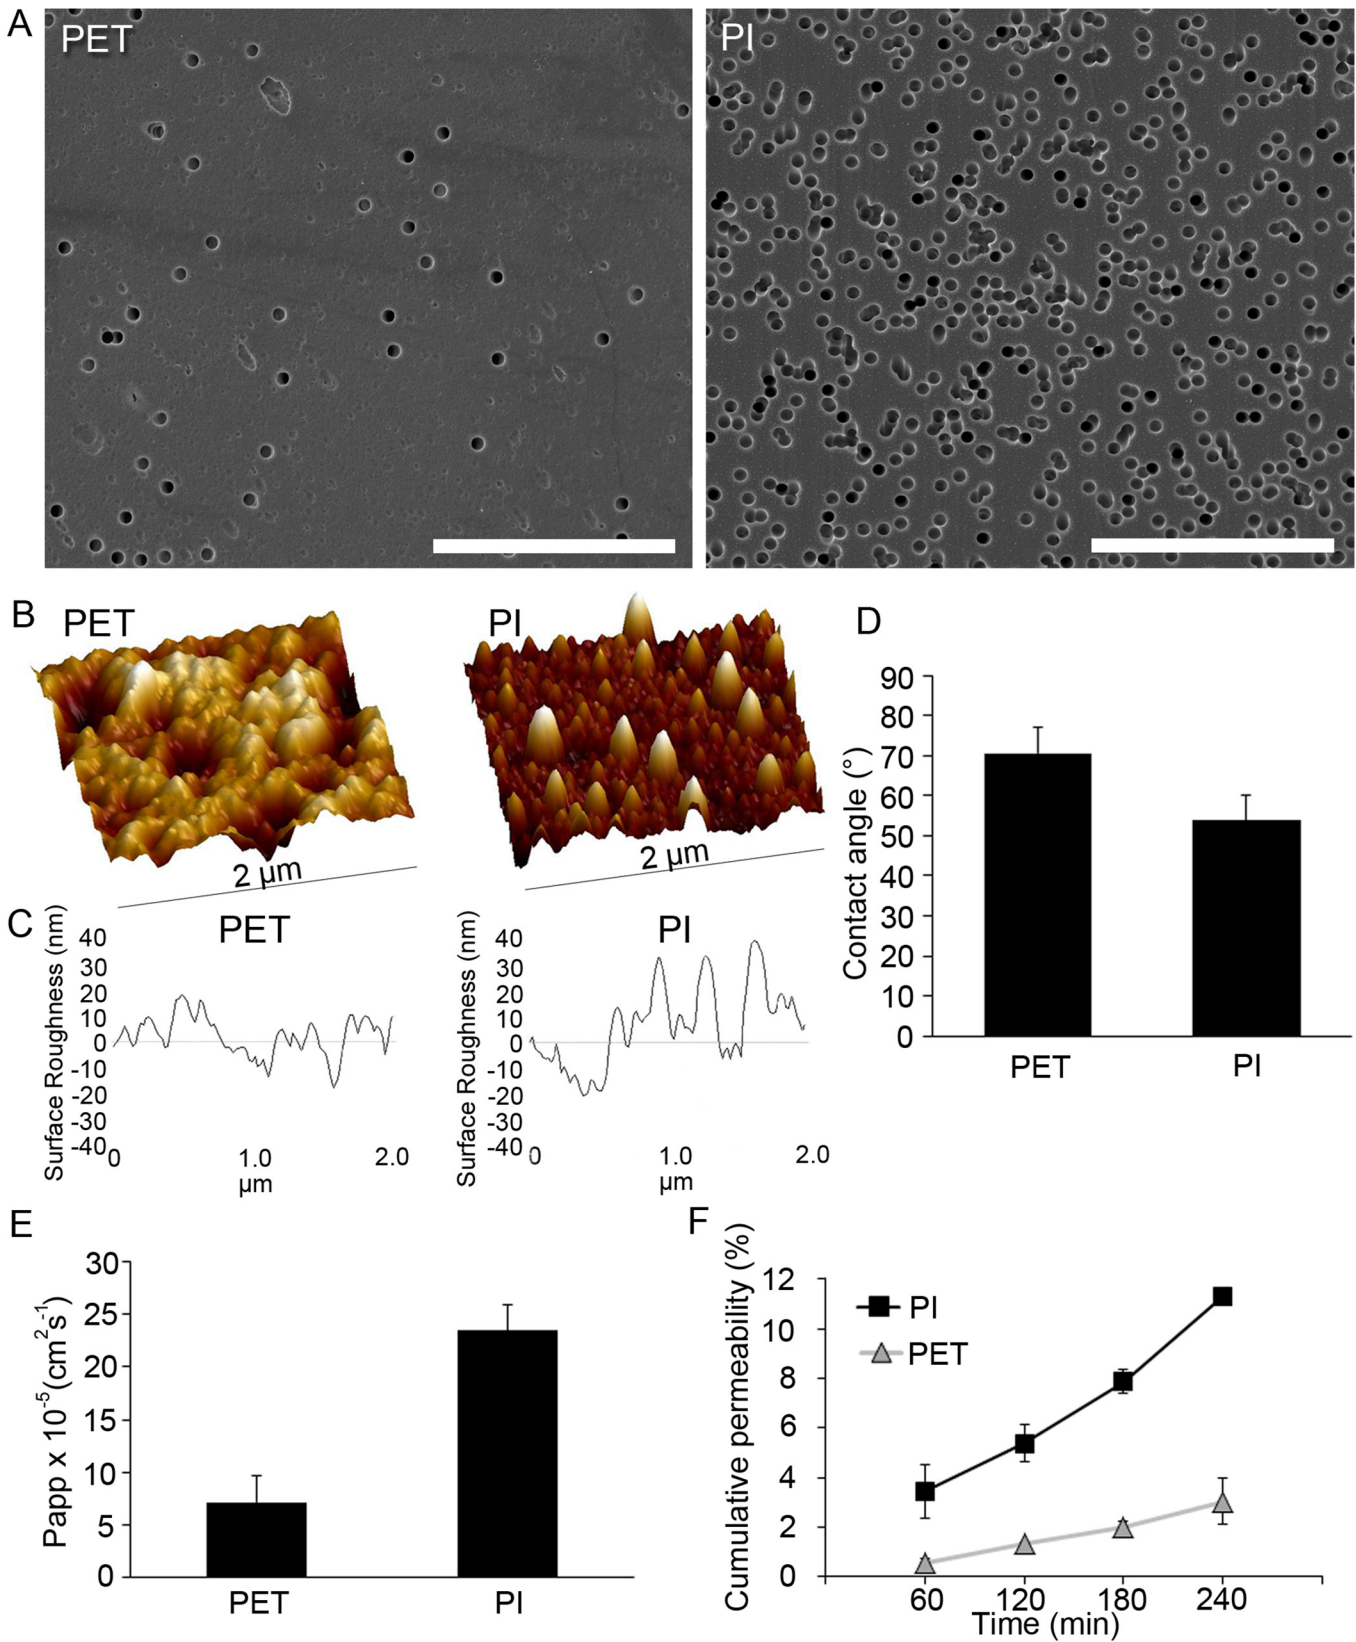 A
PET
PI
B
PET
PI
2 µm
2 µm
D
Contact angle (°)
90
80
70
60
50
40
30
20
10
0
PET
PI
C
PET
Surface Roughness (nm)
40
30
20
10
0
-10
-20
-30
-40
0
1.0
2.0
µm
PI
Surface Roughness (nm)
40
30
20
10
0
-10
-20
-30
-40
0
1.0
2.0
µm
E
Papp x 10-5(cm2s-1)
30
25
20
15
10
5
0
PET
PI
F
Cumulative permeability (%)
12
10
8
6
4
2
0
PI
PET
60
120
180
240
Time (min)